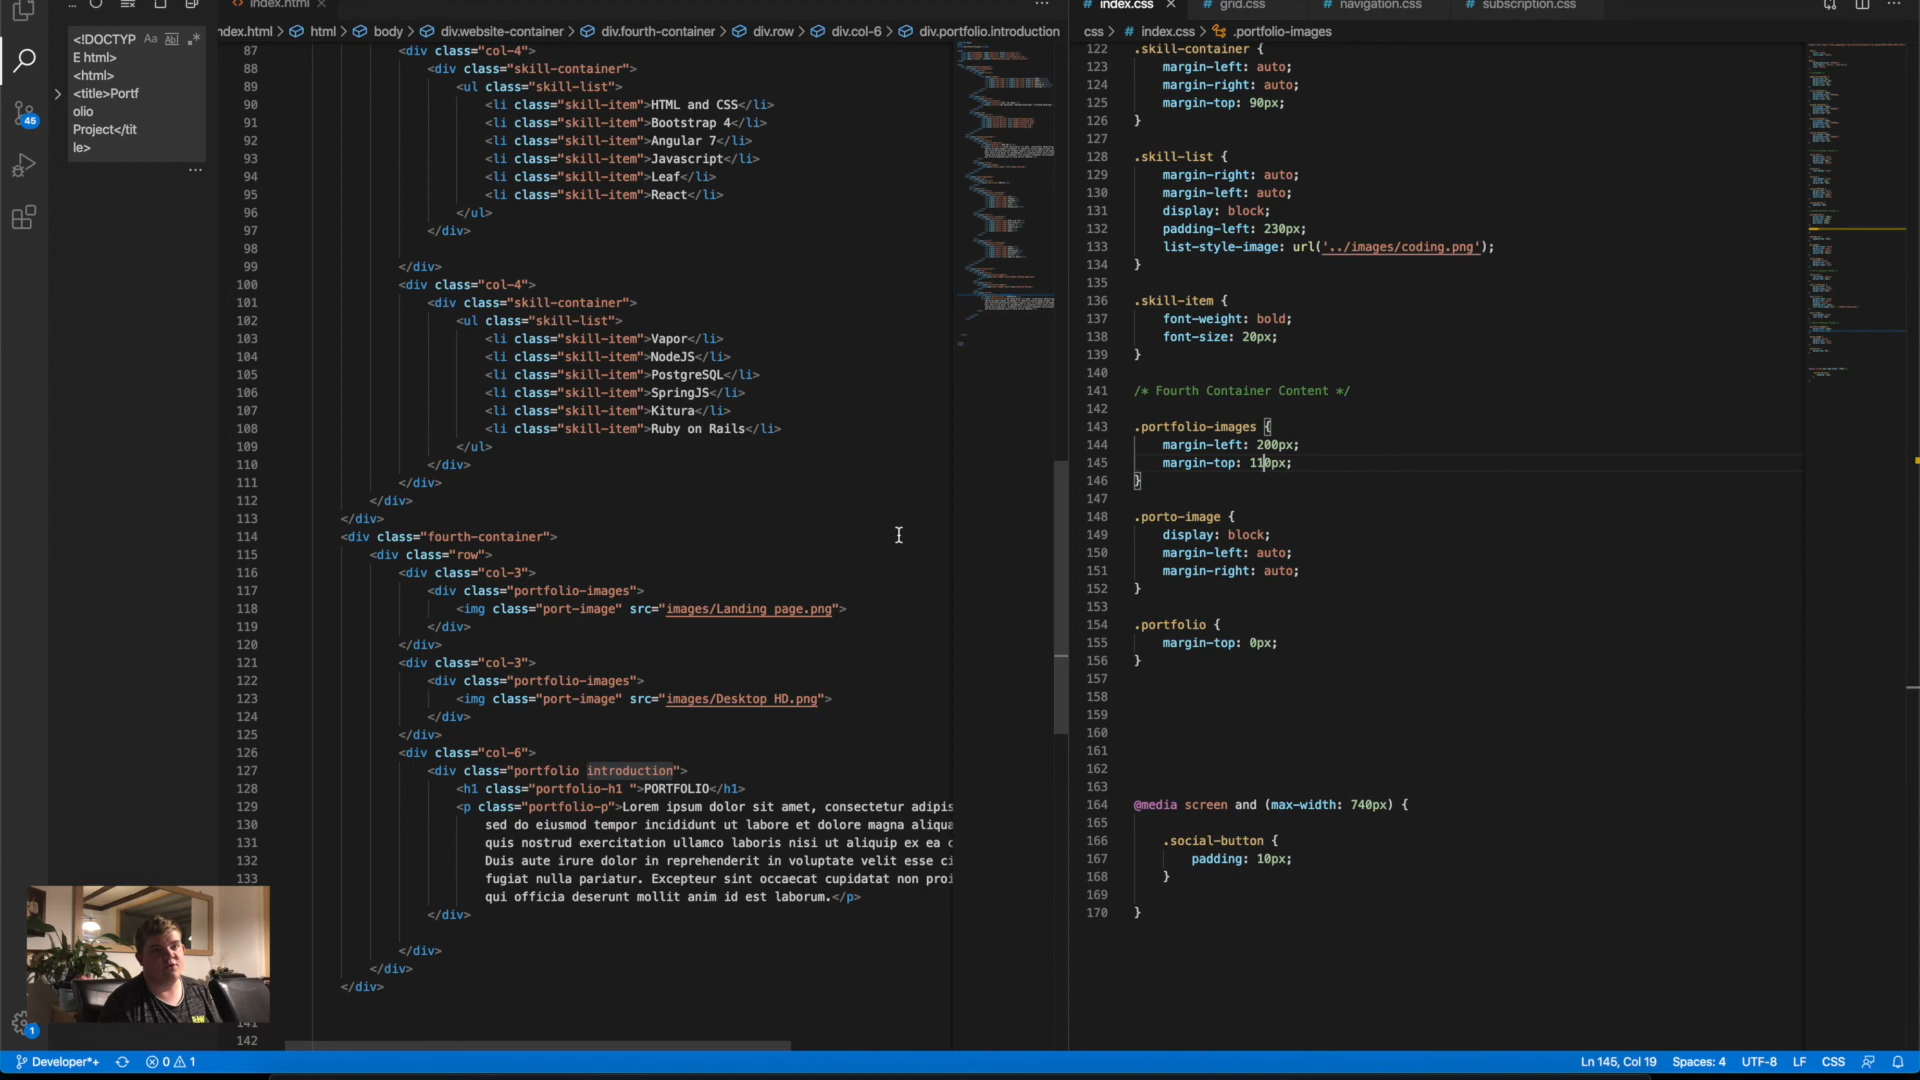 index.html
index.css
grid.css
navigation.css
subscription.css
ndex.html > html > body > div.website-container > div.fourth-container > div.row > div.col-6 > div.portfolio.introduction
css > index.css > .portfolio-images
<!DOCTYP
E html>
<html>
<title>Portf
olio
Project</tit
le>
Aa Abl .*
45
87 <div class="col-4">
88 <div class="skill-container">
89 <ul class="skill-list">
90 <li class="skill-item">HTML and CSS</li>
91 <li class="skill-item">Bootstrap 4</li>
92 <li class="skill-item">Angular 7</li>
93 <li class="skill-item">Javascript</li>
94 <li class="skill-item">Leaf</li>
95 <li class="skill-item">React</li>
96 </ul>
97 </div>
98
99 </div>
100 <div class="col-4">
101 <div class="skill-container">
102 <ul class="skill-list">
103 <li class="skill-item">Vapor</li>
104 <li class="skill-item">NodeJS</li>
105 <li class="skill-item">PostgreSQL</li>
106 <li class="skill-item">SpringJS</li>
107 <li class="skill-item">Kitura</li>
108 <li class="skill-item">Ruby on Rails</li>
109 </ul>
110 </div>
111 </div>
112 </div>
113 </div>
114 <div class="fourth-container">
115 <div class="row">
116 <div class="col-3">
117 <div class="portfolio-images">
118 <img class="port-image" src="images/Landing page.png">
119 </div>
120 </div>
121 <div class="col-3">
122 <div class="portfolio-images">
123 <img class="port-image" src="images/Desktop HD.png">
124 </div>
125 </div>
126 <div class="col-6">
127 <div class="portfolio introduction">
128 <h1 class="portfolio-h1 ">PORTFOLIO</h1>
129 <p class="portfolio-p">Lorem ipsum dolor sit amet, consectetur adipis
130 sed do eiusmod tempor incididunt ut labore et dolore magna aliqua
131 quis nostrud exercitation ullamco laboris nisi ut aliquip ex ea c
132 Duis aute irure dolor in reprehenderit in voluptate velit esse ci
133 fugiat nulla pariatur. Excepteur sint occaecat cupidatat non proi
qui officia deserunt mollit anim id est laborum.</p>
</div>
</div>
</div>
</div>
141
142
122 .skill-container {
123 margin-left: auto;
124 margin-right: auto;
125 margin-top: 90px;
126 }
127
128 .skill-list {
129 margin-right: auto;
130 margin-left: auto;
131 display: block;
132 padding-left: 230px;
133 list-style-image: url('../images/coding.png');
134 }
135
136 .skill-item {
137 font-weight: bold;
138 font-size: 20px;
139 }
140
141 /* Fourth Container Content */
142
143 .portfolio-images {
144 margin-left: 200px;
145 margin-top: 110px;
146 }
147
148 .porto-image {
149 display: block;
150 margin-left: auto;
151 margin-right: auto;
152 }
153
154 .portfolio {
155 margin-top: 0px;
156 }
157
158
159
160
161
162
163
164 @media screen and (max-width: 740px) {
165
166 .social-button {
167 padding: 10px;
168 }
169
170 }
1
Developer*+ 0 1
Ln 145, Col 19 Spaces: 4 UTF-8 LF CSS